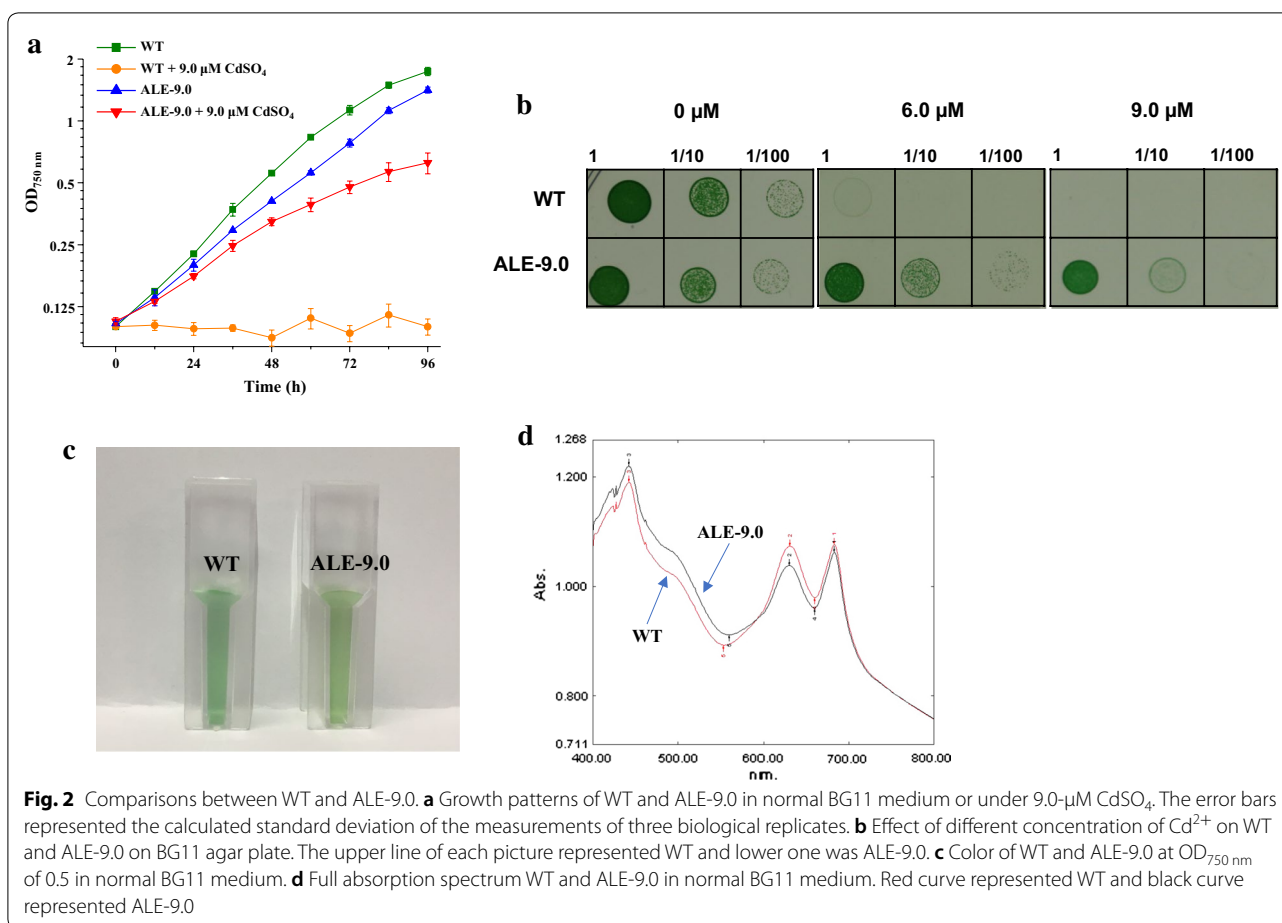 a
WT
WT + 9.0 μM CdSO₄
ALE-9.0
ALE-9.0 + 9.0 μM CdSO₄
2
1
0.5
0.25
0.125
OD750 nm
0 24 48 72 96
Time (h)
b
0 μM 6.0 μM 9.0 μM
1 1/10 1/100 1 1/10 1/100 1 1/10 1/100
WT
ALE-9.0
c
WT ALE-9.0
d
1.268
1.200
1.000
0.800
0.711
Abs.
ALE-9.0
WT
3
3
2
2
1
4
5
400.00 500.00 600.00 700.00 800.00
nm.
Fig. 2 Comparisons between WT and ALE-9.0. a Growth patterns of WT and ALE-9.0 in normal BG11 medium or under 9.0-μM CdSO₄. The error bars
represented the calculated standard deviation of the measurements of three biological replicates. b Effect of different concentration of Cd²⁺ on WT
and ALE-9.0 on BG11 agar plate. The upper line of each picture represented WT and lower one was ALE-9.0. c Color of WT and ALE-9.0 at OD750 nm
of 0.5 in normal BG11 medium. d Full absorption spectrum WT and ALE-9.0 in normal BG11 medium. Red curve represented WT and black curve
represented ALE-9.0